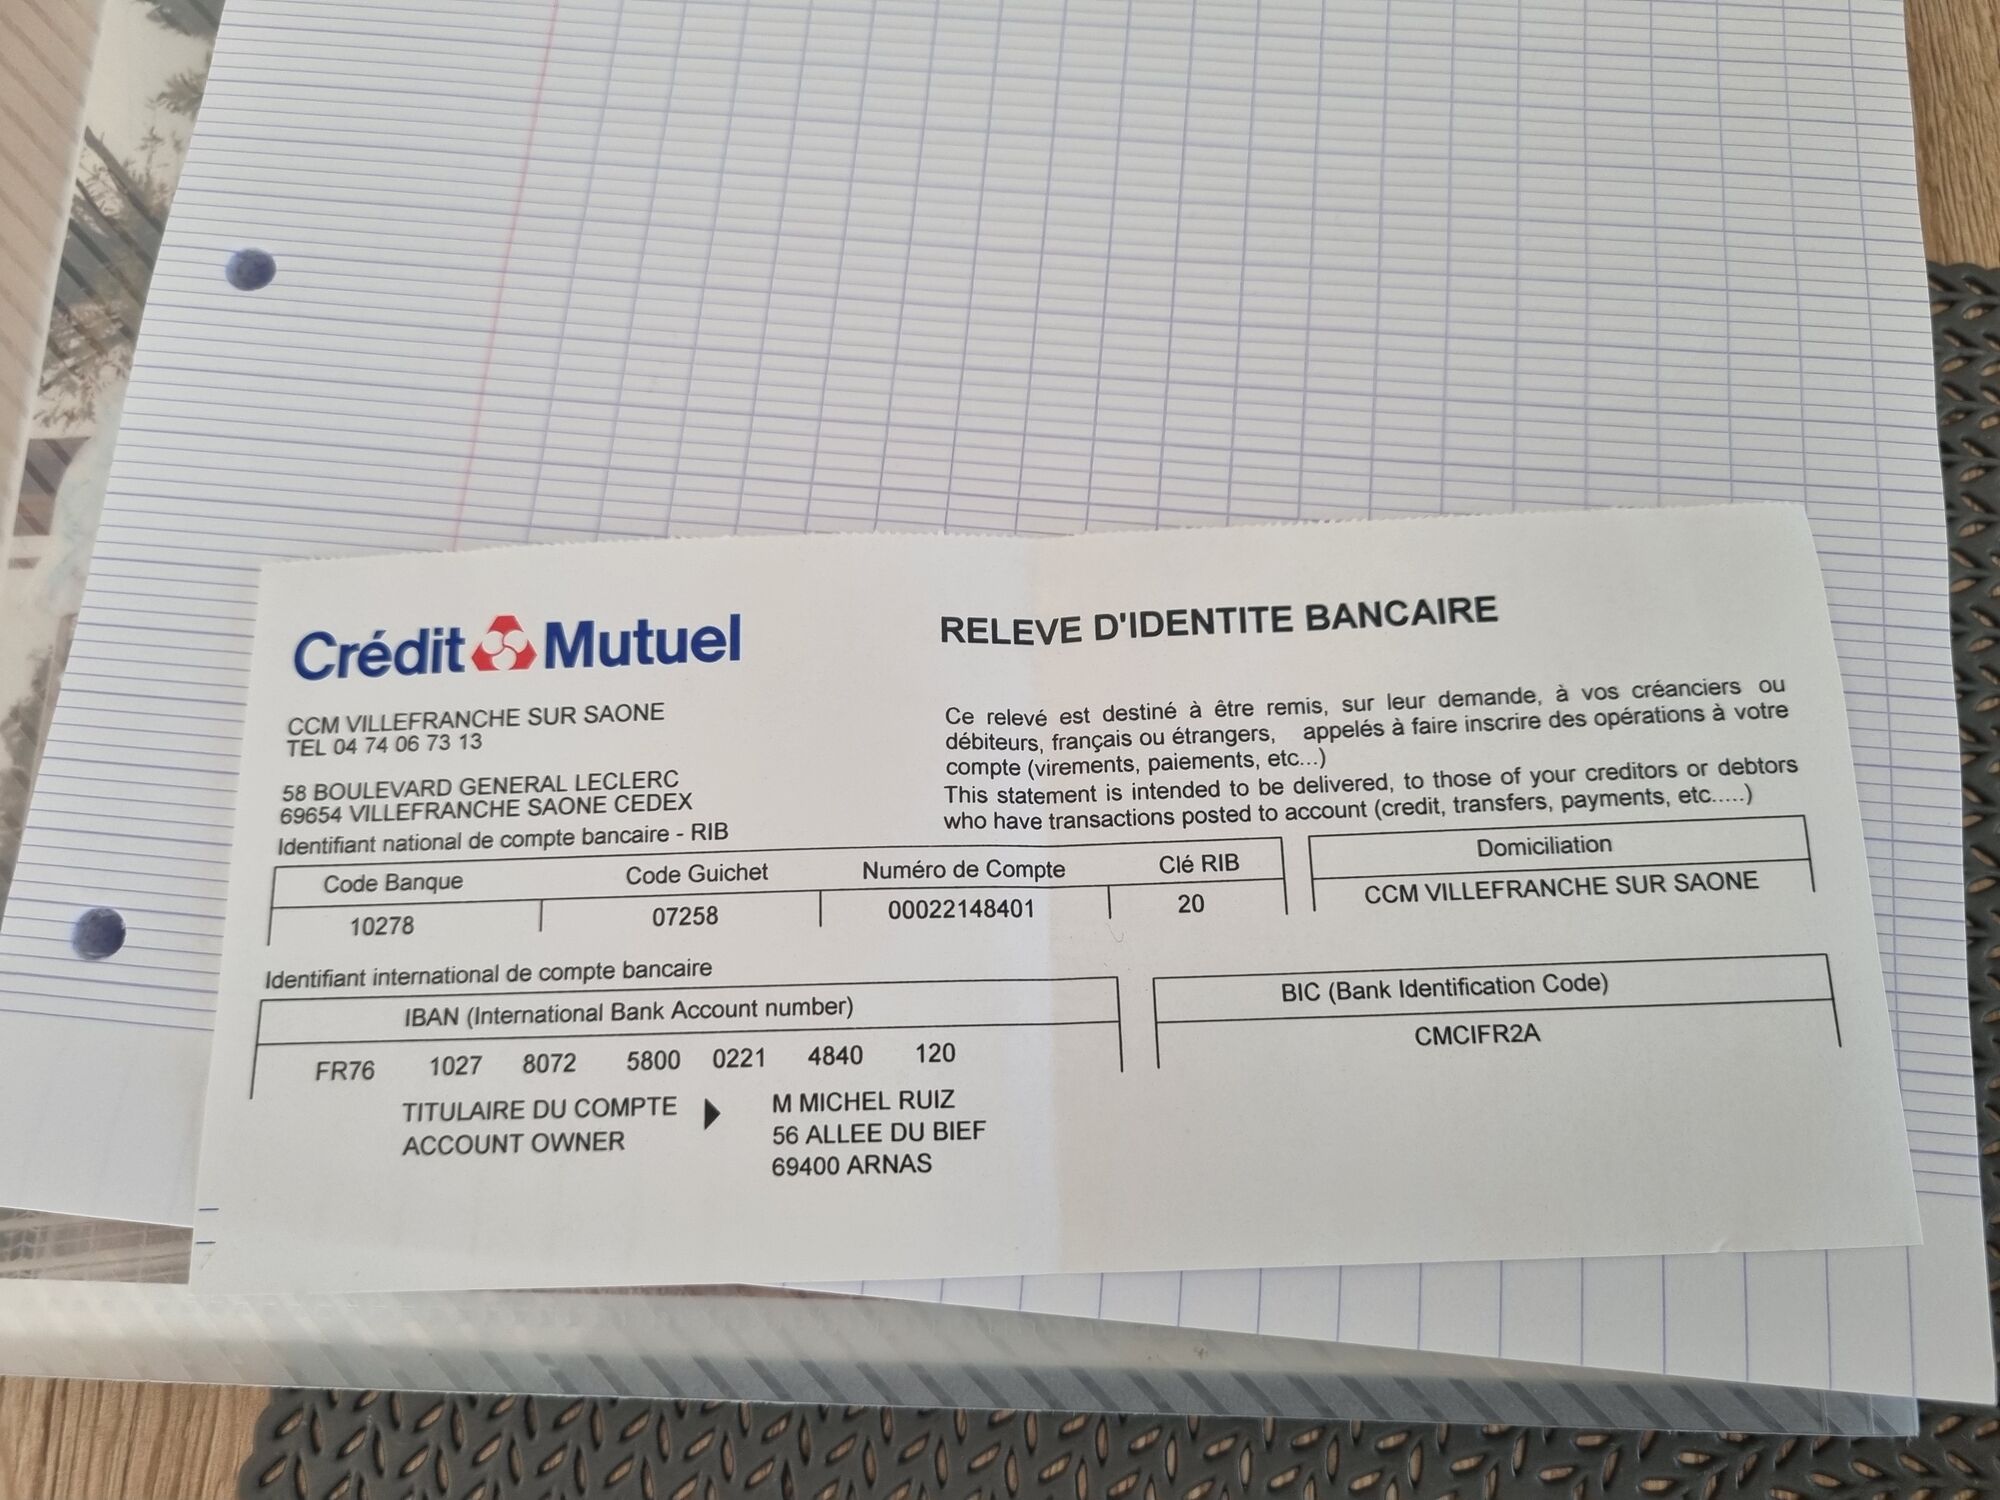 Crédit Mutuel
RELEVE D'IDENTITE BANCAIRE
CCM VILLEFRANCHE SUR SAONE
TEL 04 74 06 73 13
58 BOULEVARD GENERAL LECLERC
69654 VILLEFRANCHE SAONE CEDEX
Ce relevé est destiné à être remis, sur leur demande, à vos créanciers ou
débiteurs, français ou étrangers, appelés à faire inscrire des opérations à votre
compte (virements, paiements, etc...)
This statement is intended to be delivered, to those of your creditors or debtors
who have transactions posted to account (credit, transfers, payments, etc.....)
Identifiant national de compte bancaire - RIB
Code Banque Code Guichet Numéro de Compte Clé RIB
10278 07258 00022148401 20
Domiciliation
CCM VILLEFRANCHE SUR SAONE
Identifiant international de compte bancaire
IBAN (International Bank Account number)
FR76 1027 8072 5800 0221 4840 120
BIC (Bank Identification Code)
CMCIFR2A
TITULAIRE DU COMPTE
ACCOUNT OWNER
M MICHEL RUIZ
56 ALLEE DU BIEF
69400 ARNAS